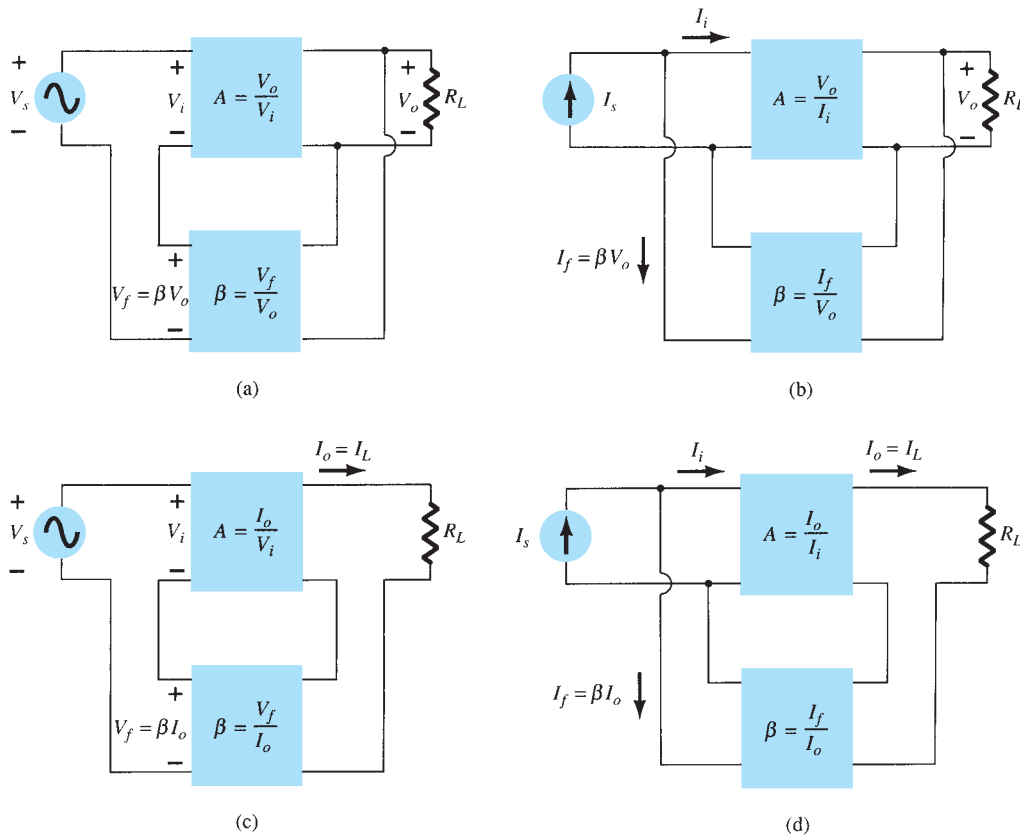 +
V_s
−
+
V_i
−
A = V_o / V_i
+
V_o
−
R_L
+
V_f = βV_o
−
β = V_f / V_o
(a)
I_i
I_s
A = V_o / I_i
+
V_o
−
R_L
I_f = βV_o
β = I_f / V_o
(b)
I_o = I_L
+
V_s
−
+
V_i
−
A = I_o / V_i
R_L
+
V_f = βI_o
−
β = V_f / I_o
(c)
I_i
I_o = I_L
I_s
A = I_o / I_i
R_L
I_f = βI_o
β = I_f / I_o
(d)